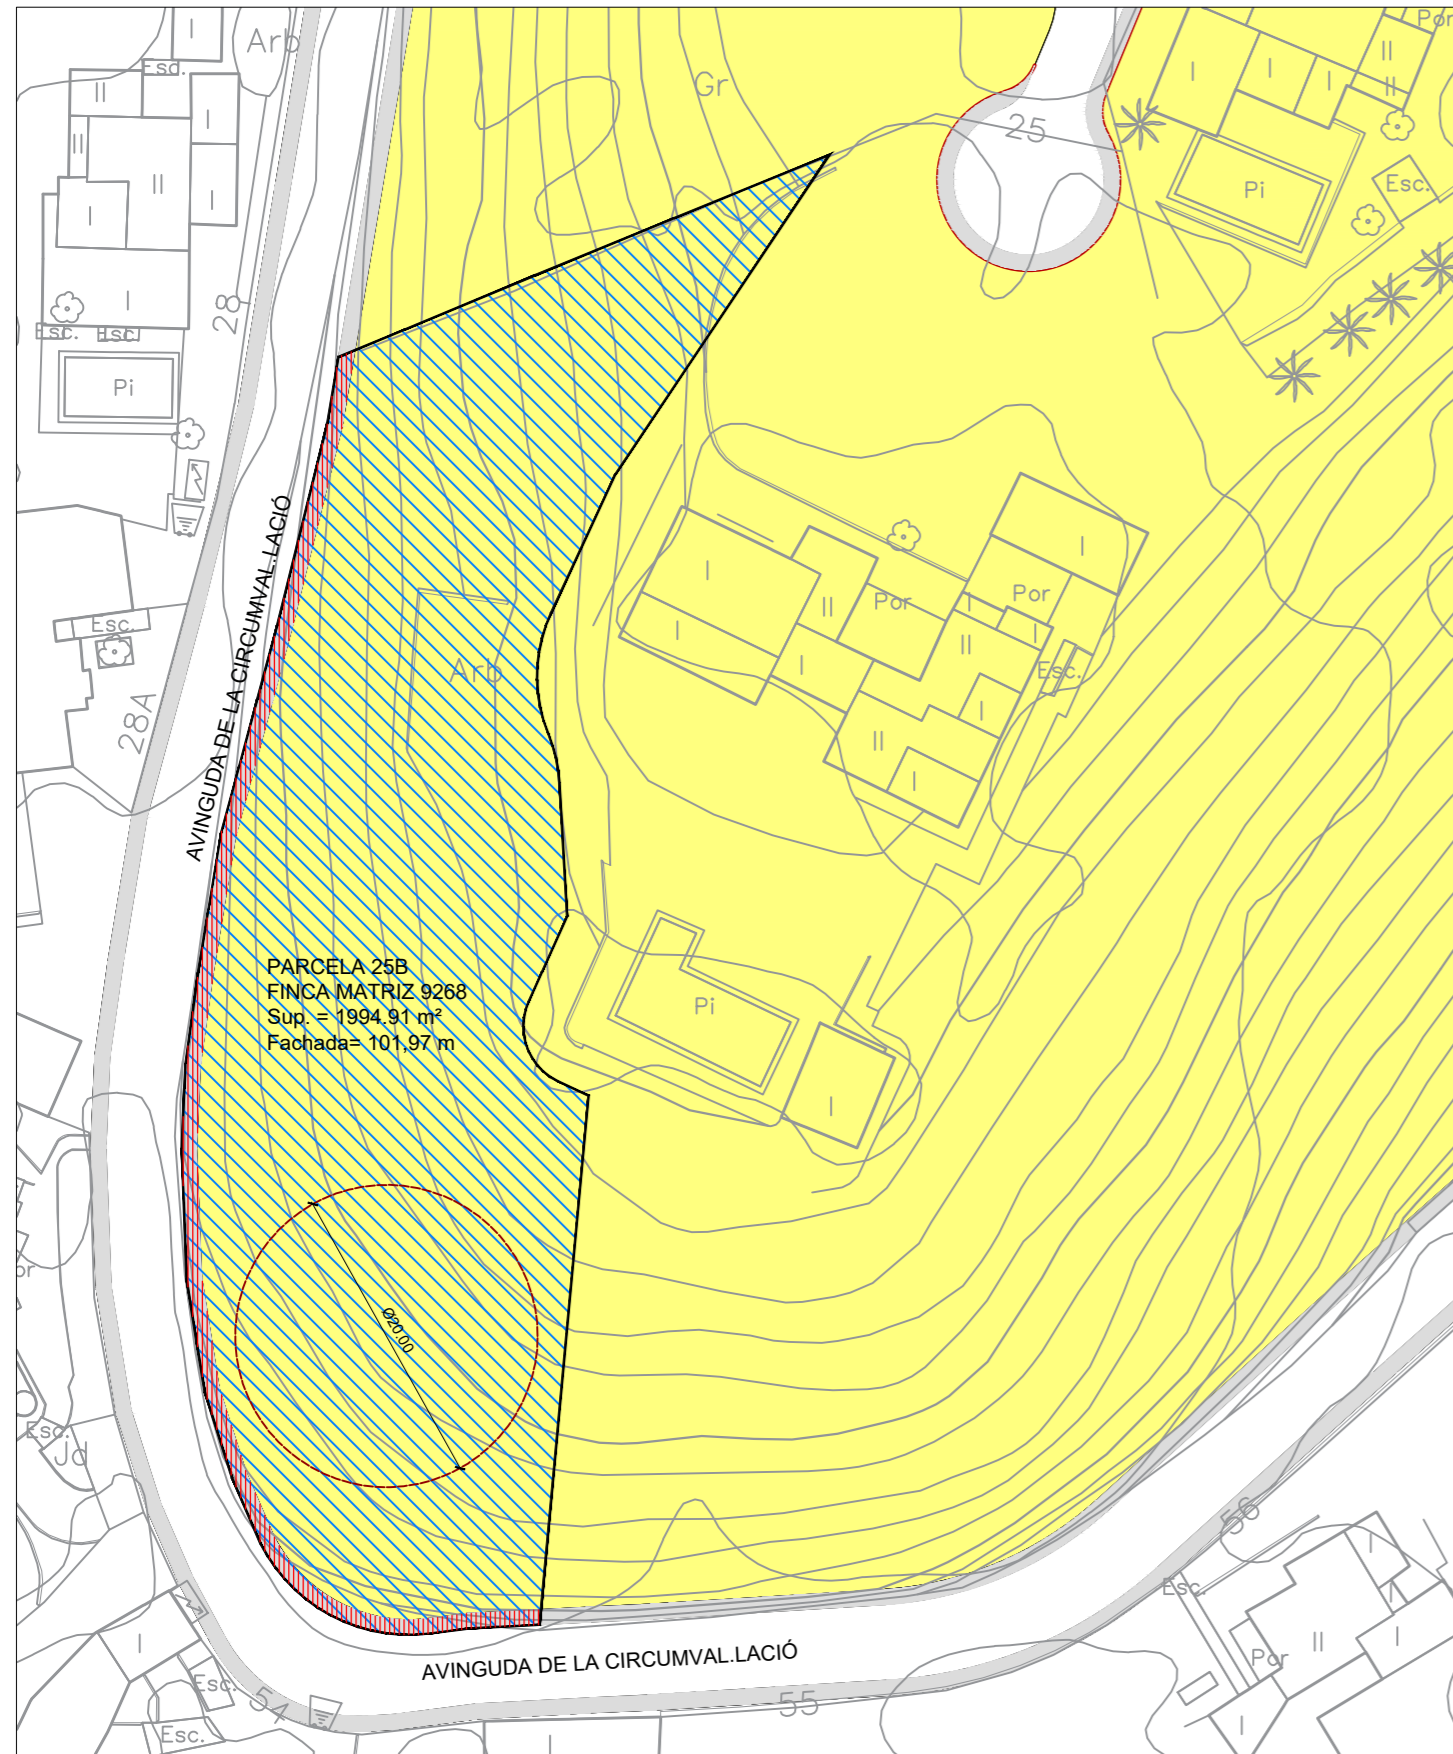 Arb
I
Esc.
II
I
II
II
I
I
I
28
Esc.
Esc.
Pi
Gr
25
Por
II
II
I
I
I
Pi
Esc.
AVINGUDA DE LA CIRCUMVAL.LACIÓ
Esc.
28A
Arb
I
I
II
Por
I
I
Por
I
I
II
Esc.
I
II
I
PARCELA 25B
FINCA MATRIZ 9268
Sup. = 1994.91 m²
Fachada= 101,97 m
Pi
I
Ø20.00
Esc.
Jd
56
Esc.
I
I
II
I
Por
I
AVINGUDA DE LA CIRCUMVAL.LACIÓ
55
I
Esc.
54
Esc.
I